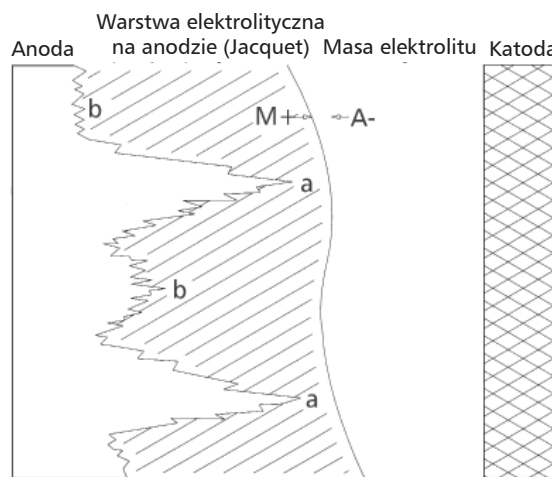 Anoda
Warstwa elektrolityczna
na anodzie (Jacquet)
Masa elektrolitu
Katoda
b
M+
A-
a
b
a